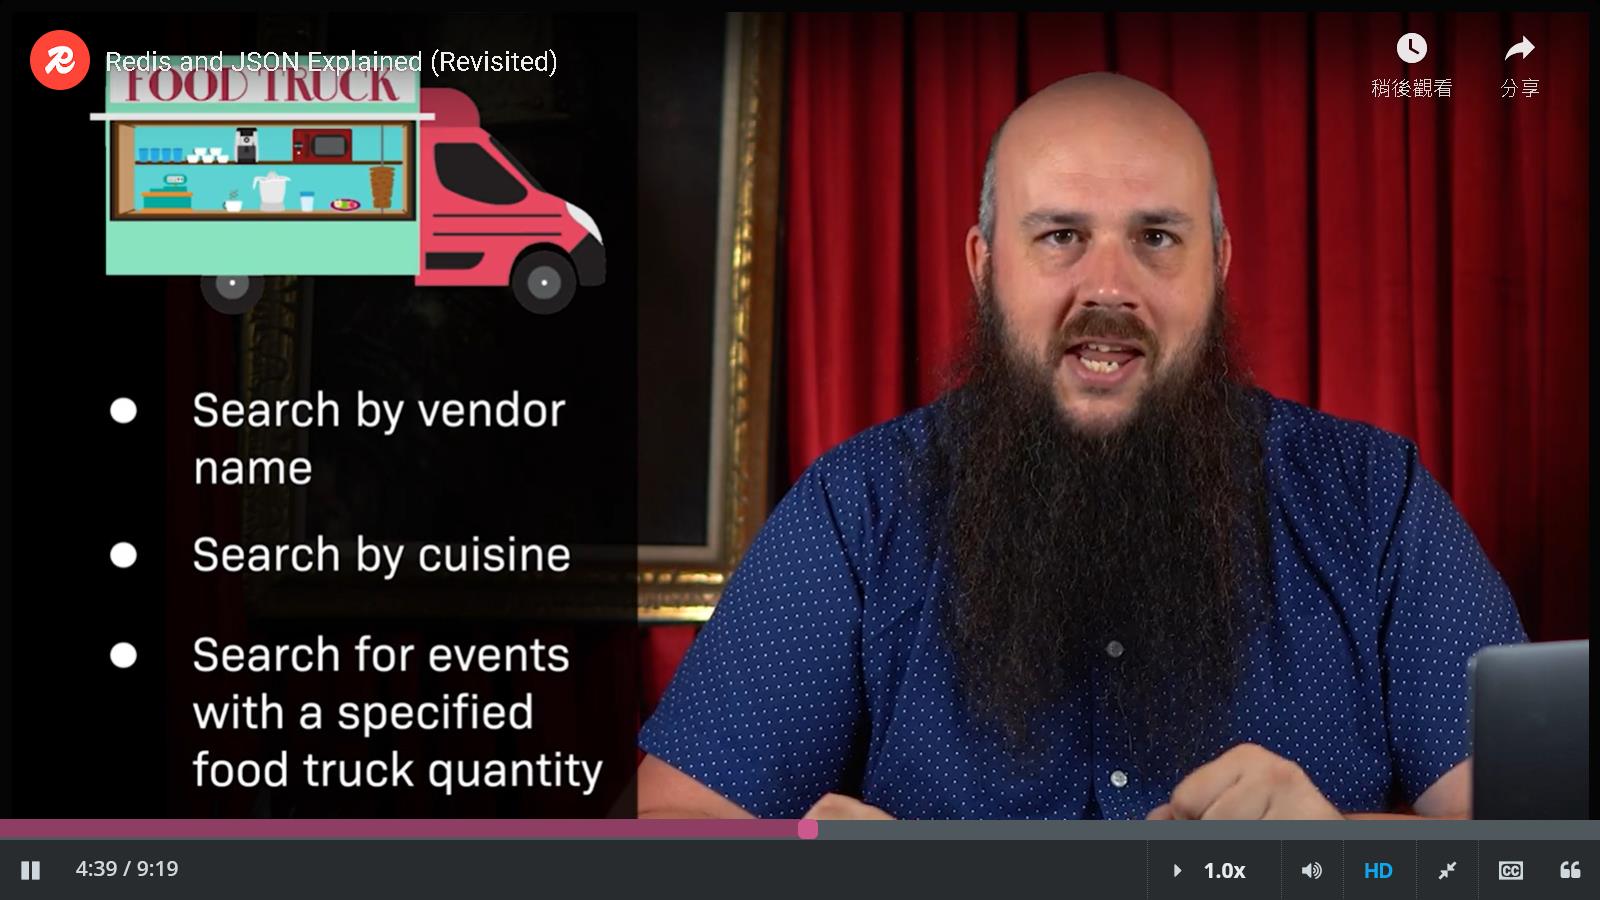 Redis and JSON Explained (Revisited)
稍後觀看
分享
FOOD TRUCK
Search by vendor
name
Search by cuisine
Search for events
with a specified
food truck quantity
4:39 / 9:19
1.0x
HD
CC